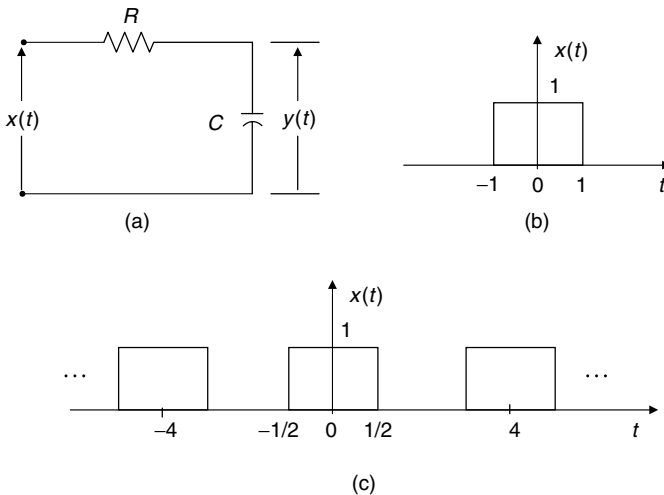 R
x(t)
C
y(t)
(a)
x(t)
1
−1 0 1 t
(b)
x(t)
1
... ...
−4 −1/2 0 1/2 4 t
(c)